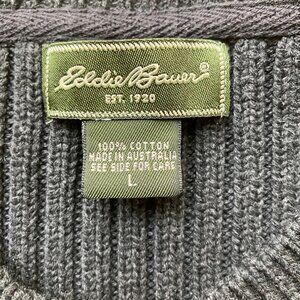 Eddie Bauer®
EST. 1920
100% COTTON
MADE IN AUSTRALIA
SEE SIDE FOR CARE
L